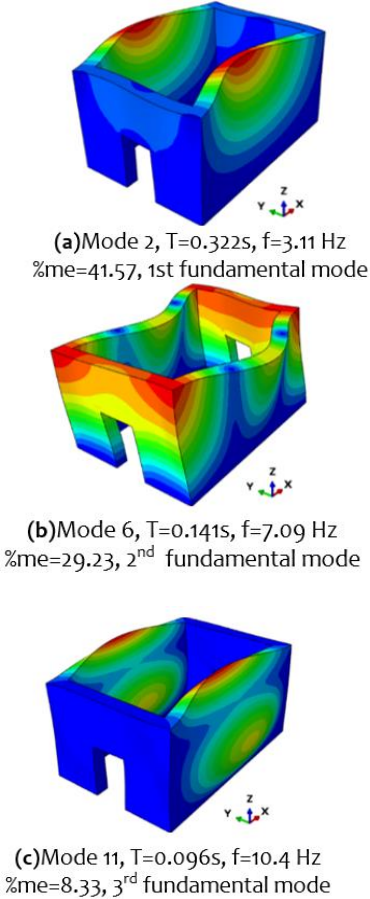 Z
Y X
(a)Mode 2, T=0.322s, f=3.11 Hz
%me=41.57, 1st fundamental mode
Z
Y X
(b)Mode 6, T=0.141s, f=7.09 Hz
%me=29.23, 2nd fundamental mode
Z
Y X
(c)Mode 11, T=0.096s, f=10.4 Hz
%me=8.33, 3rd fundamental mode